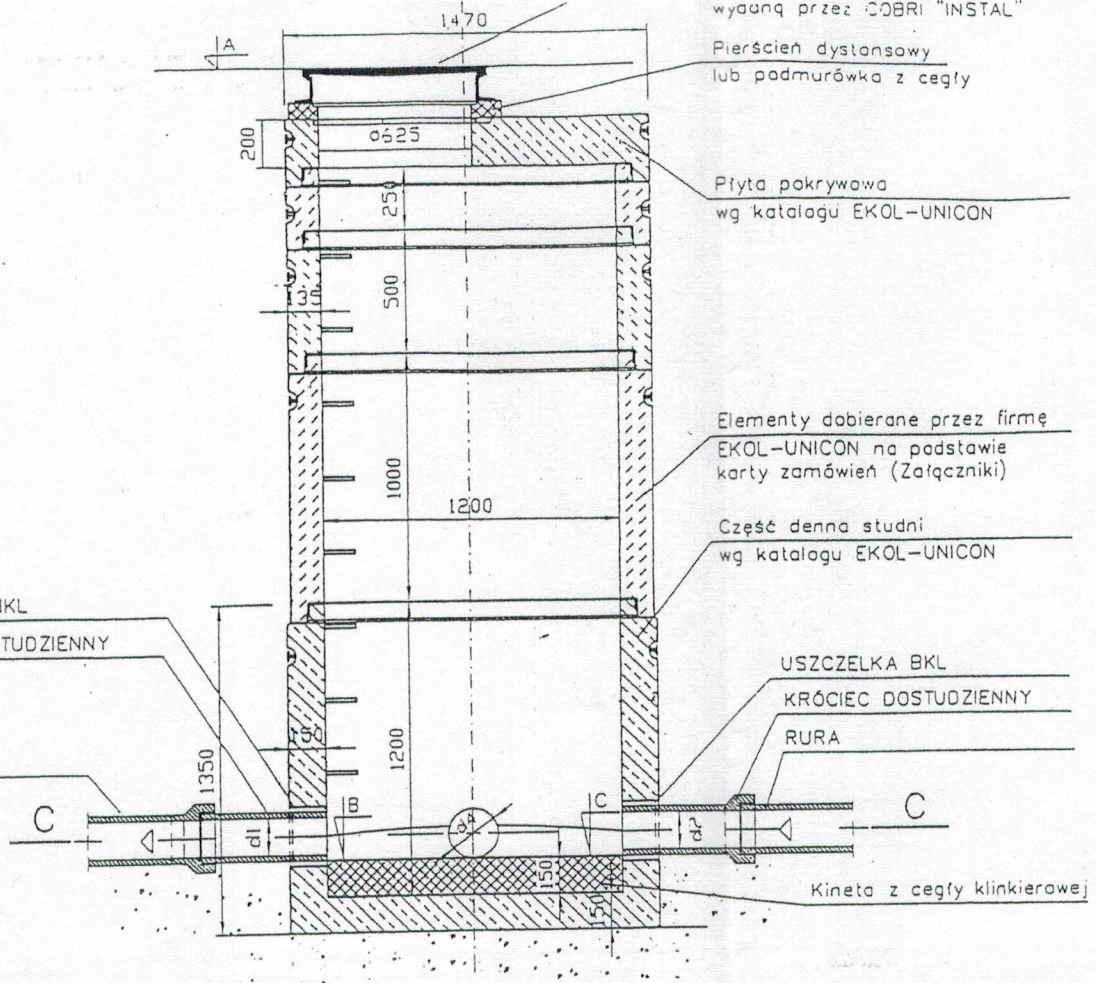 wydaną przez COBRI "INSTAL"
1470
A
Pierścień dystansowy
lub podmurówka z cegły
200
ø625
250
Płyta pokrywowa
wg katalogu EKOL-UNICON
135
500
Elementy dobierane przez firmę
EKOL-UNICON na podstawie
karty zamówień (Załączniki)
1000
1200
Część denna studni
wg katalogu EKOL-UNICON
BKL
TUDZIENNY
USZCZELKA BKL
KRÓCIEC DOSTUDZIENNY
RURA
150
1350
1200
C
d1
B
C
d2
C
150
150
Kineta z cegły klinkierowej